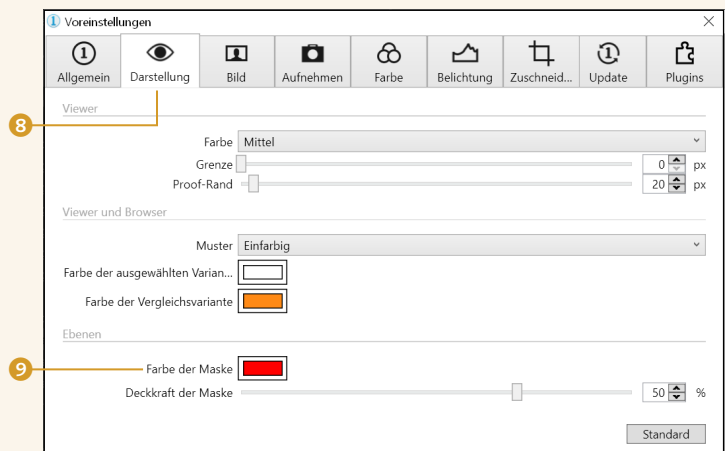 Voreinstellungen
Allgemein Darstellung Bild Aufnehmen Farbe Belichtung Zuschneid... Update Plugins
8
Viewer
Farbe Mittel
Grenze 0 px
Proof-Rand 20 px
Viewer und Browser
Muster Einfarbig
Farbe der ausgewählten Varian...
Farbe der Vergleichsvariante
Ebenen
9 Farbe der Maske
Deckkraft der Maske 50 %
Standard